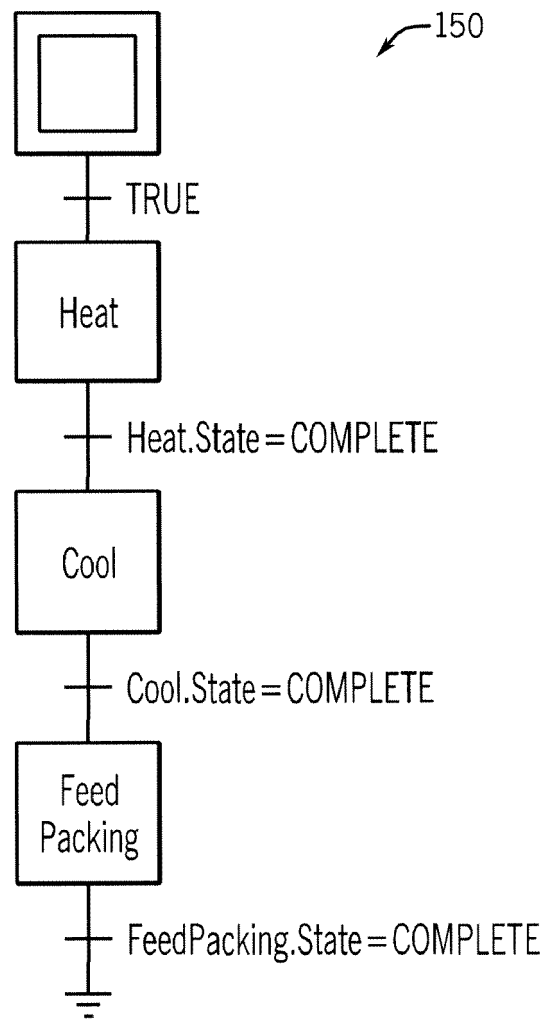 150
TRUE
Heat
Heat.State=COMPLETE
Cool
Cool.State=COMPLETE
Feed
Packing
FeedPacking.State=COMPLETE